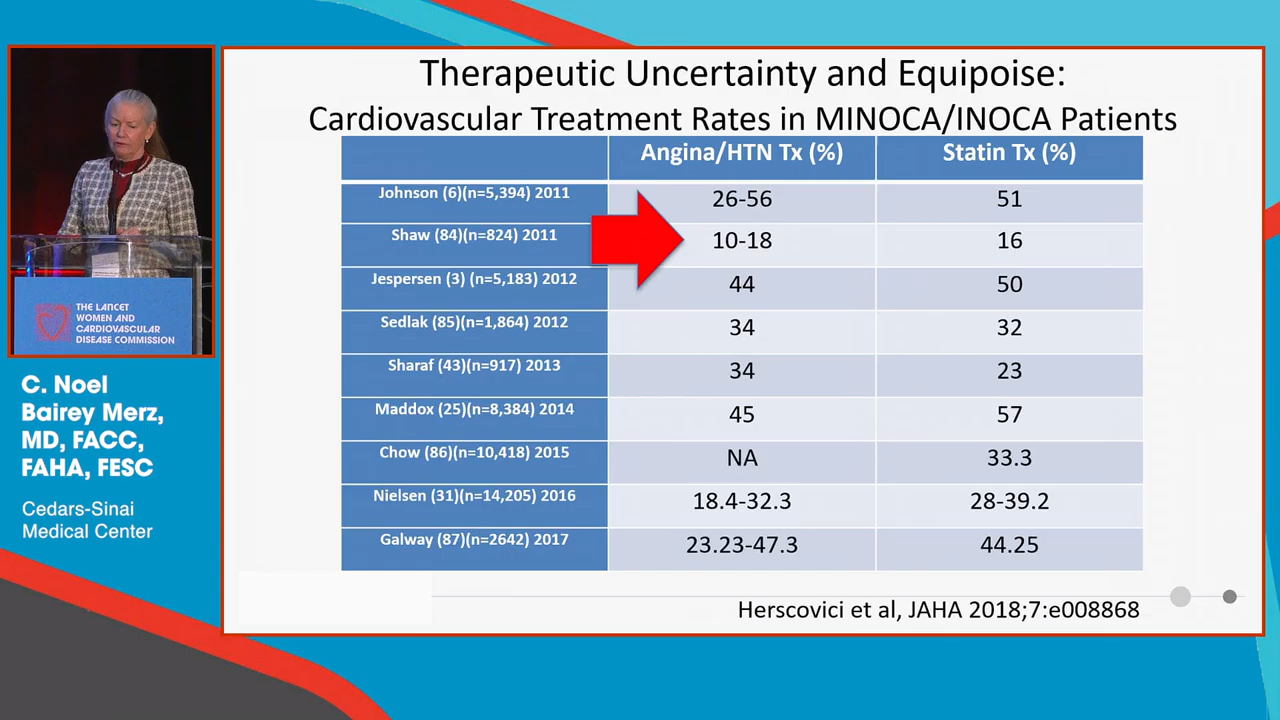 Therapeutic Uncertainty and Equipoise:
Cardiovascular Treatment Rates in MINOCA/INOCA Patients
Angina/HTN Tx (%) Statin Tx (%)
Johnson (6)(n=5,394) 2011 26-56 51
Shaw (84)(n=824) 2011 10-18 16
Jespersen (3) (n=5,183) 2012 44 50
Sedlak (85)(n=1,864) 2012 34 32
Sharaf (43)(n=917) 2013 34 23
Maddox (25)(n=8,384) 2014 45 57
Chow (86)(n=10,418) 2015 NA 33.3
Nielsen (31)(n=14,205) 2016 18.4-32.3 28-39.2
Galway (87)(n=2642) 2017 23.23-47.3 44.25
Herscovici et al, JAHA 2018;7:e008868
THE LANCET
WOMEN AND
CARDIOVASCULAR
DISEASE COMMISSION
C. Noel
Bairey Merz,
MD, FACC,
FAHA, FESC
Cedars-Sinai
Medical Center